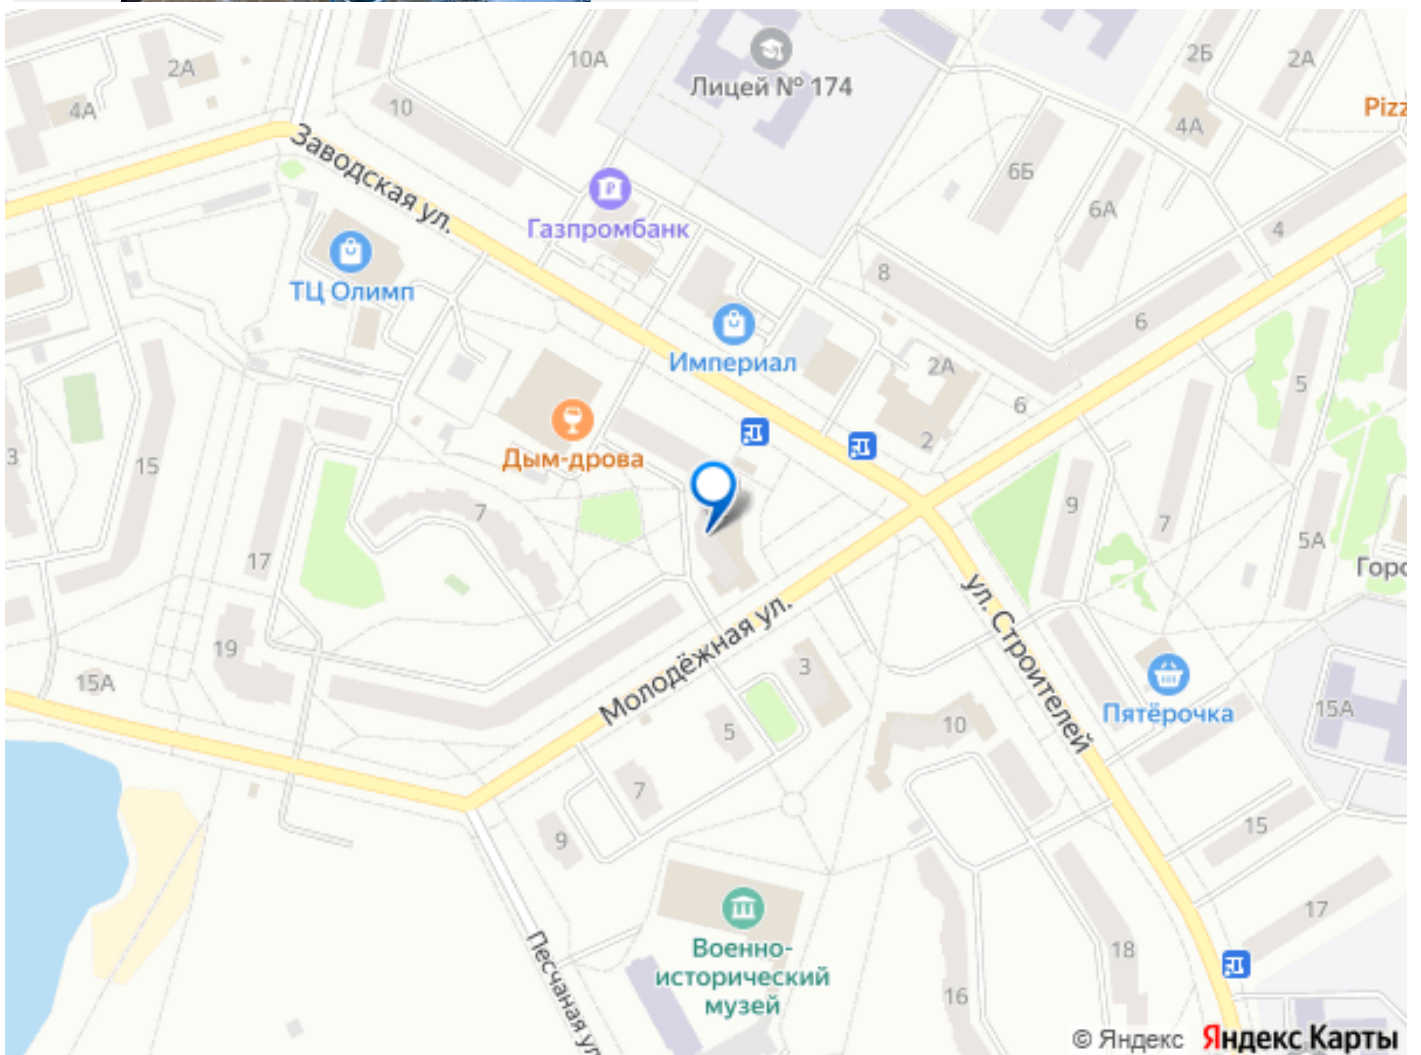 2А
4А
10
10А
Лицей № 174
2Б
2А
4А
Pizz
6Б
6А
4
Заводская ул.
Газпромбанк
ТЦ Олимп
8
6
Империал
2А
6
2
5
Дым-дрова
3
15
7
17
9
7
5А
Горо
ул. Строителей
Молодёжная ул.
19
15А
3
5
10
Пятёрочка
15А
7
9
15
17
Военно-
исторический
музей
Песчаная ул
16
18
© Яндекс Яндекс Карты